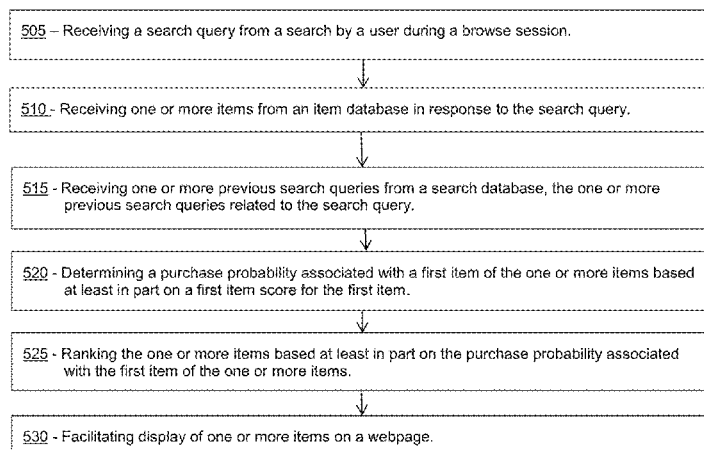 505 – Receiving a search query from a search by a user during a browse session.
510 - Receiving one or more items from an item database in response to the search query.
515 - Receiving one or more previous search queries from a search database, the one or more
previous search queries related to the search query.
520 - Determining a purchase probability associated with a first item of the one or more items based
at least in part on a first item score for the first item.
525 - Ranking the one or more items based at least in part on the purchase probability associated
with the first item of the one or more items.
530 - Facilitating display of one or more items on a webpage.